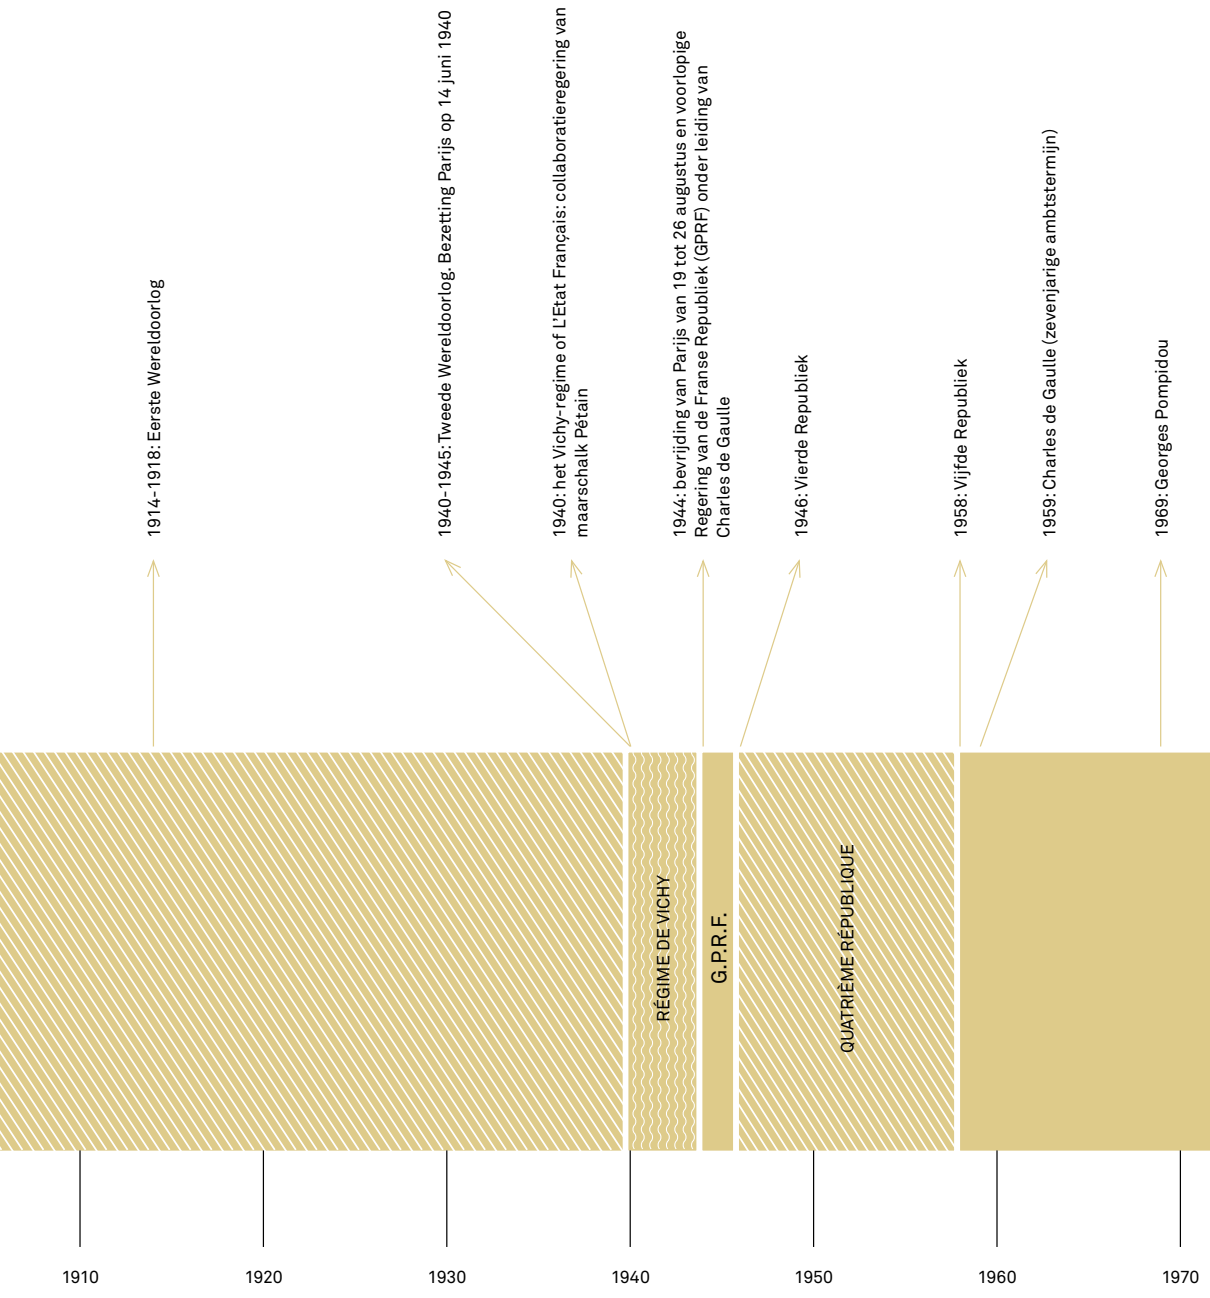 1914-1918: Eerste Wereldoorlog
1940-1945: Tweede Wereldoorlog. Bezetting Parijs op 14 juni 1940
1940: het Vichy-regime of L’Etat Français: collaboratieregering van
maarschalk Pétain
1944: bevrijding van Parijs van 19 tot 26 augustus en voorlopige
Regering van de Franse Republiek (GPRF) onder leiding van
Charles de Gaulle
1946: Vierde Republiek
1958: Vijfde Republiek
1959: Charles de Gaulle (zevenjarige ambtstermijn)
1969: Georges Pompidou
RÉGIME DE VICHY
G.P.R.F.
QUATRIÈME RÉPUBLIQUE
1910
1920
1930
1940
1950
1960
1970